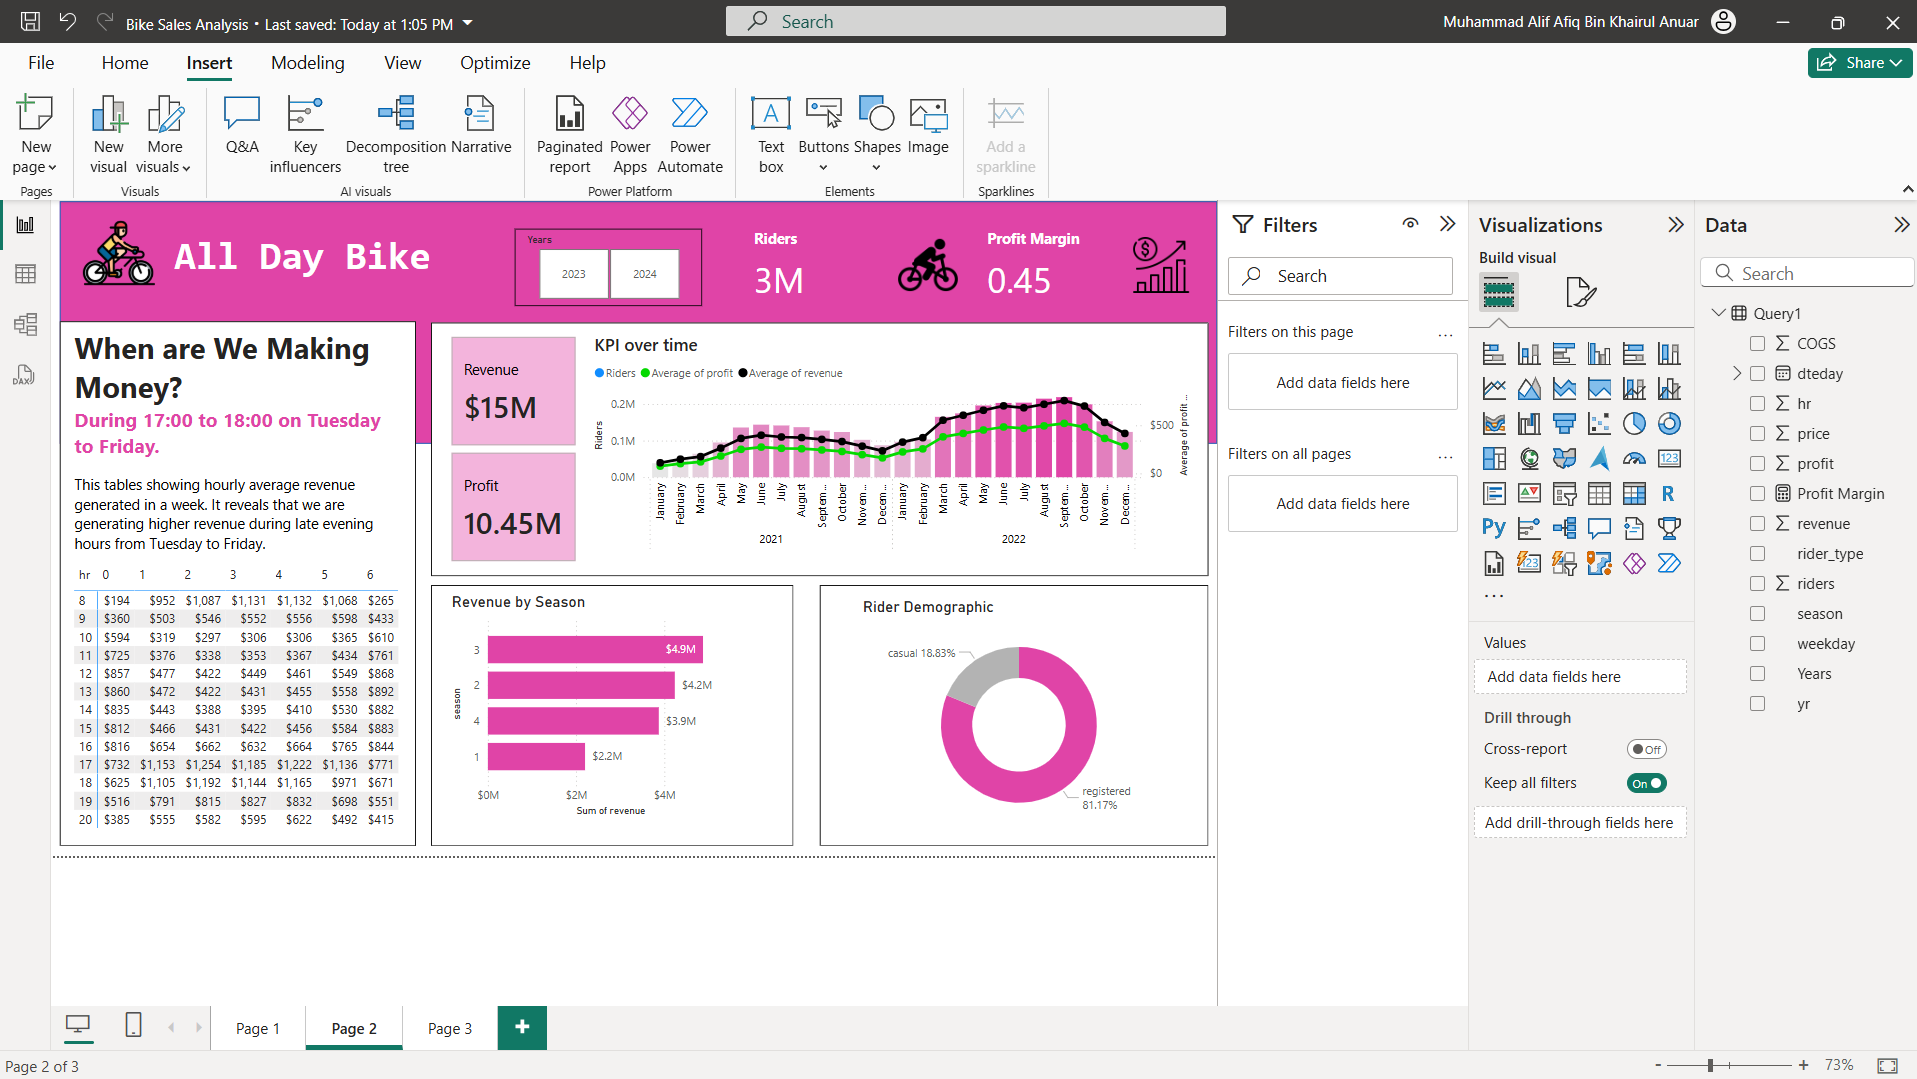 Bike Sales Analysis • Last saved: Today at 1:05 PM
Search
Muhammad Alif Afiq Bin Khairul Anuar
File Home Insert Modeling View Optimize Help
Share
New page
New visual
More visuals
Q&A
Key influencers
Decomposition tree
Narrative
Paginated report
Power Apps
Power Automate
Text box
Buttons
Shapes
Image
Add a sparkline
Pages
Visuals
AI visuals
Power Platform
Elements
Sparklines
All Day Bike
Years
2023 2024
Riders
3M
Profit Margin
0.45
When are We Making
Money?
During 17:00 to 18:00 on Tuesday
to Friday.
This tables showing hourly average revenue
generated in a week. It reveals that we are
generating higher revenue during late evening
hours from Tuesday to Friday.
hr 0 1 2 3 4 5 6
8 $194 $952 $1,087 $1,131 $1,132 $1,068 $265
9 $360 $503 $546 $552 $556 $598 $433
10 $594 $319 $297 $306 $306 $365 $610
11 $725 $376 $338 $353 $367 $434 $761
12 $857 $477 $422 $449 $461 $549 $868
13 $860 $472 $422 $431 $455 $558 $892
14 $835 $443 $388 $395 $410 $530 $882
15 $812 $466 $431 $422 $456 $584 $883
16 $816 $654 $662 $632 $664 $765 $844
17 $732 $1,153 $1,254 $1,185 $1,222 $1,136 $771
18 $625 $1,105 $1,192 $1,144 $1,165 $971 $671
19 $516 $791 $815 $827 $832 $698 $551
20 $385 $555 $582 $595 $622 $492 $415
Revenue
$15M
Profit
10.45M
KPI over time
Riders Average of profit Average of revenue
0.2M
0.1M
0.0M
Riders
$500
$0
Average of profit ...
January February March April May June July August Septem... October Novem... Decem... January February March April May June July August Septem... October Novem... Decem...
2021 2022
Revenue by Season
season
3 $4.9M
2 $4.2M
4 $3.9M
1 $2.2M
$0M $2M $4M
Sum of revenue
Rider Demographic
casual 18.83%
registered
81.17%
Filters
Search
Filters on this page ...
Add data fields here
Filters on all pages ...
Add data fields here
Visualizations
Build visual
123
R
Py
123
...
Values
Add data fields here
Drill through
Cross-report Off
Keep all filters On
Add drill-through fields here
Data
Search
Query1
COGS
dteday
hr
price
profit
Profit Margin
revenue
rider_type
riders
season
weekday
Years
yr
DAX
Page 1 Page 2 Page 3 +
Page 2 of 3
- + 73%